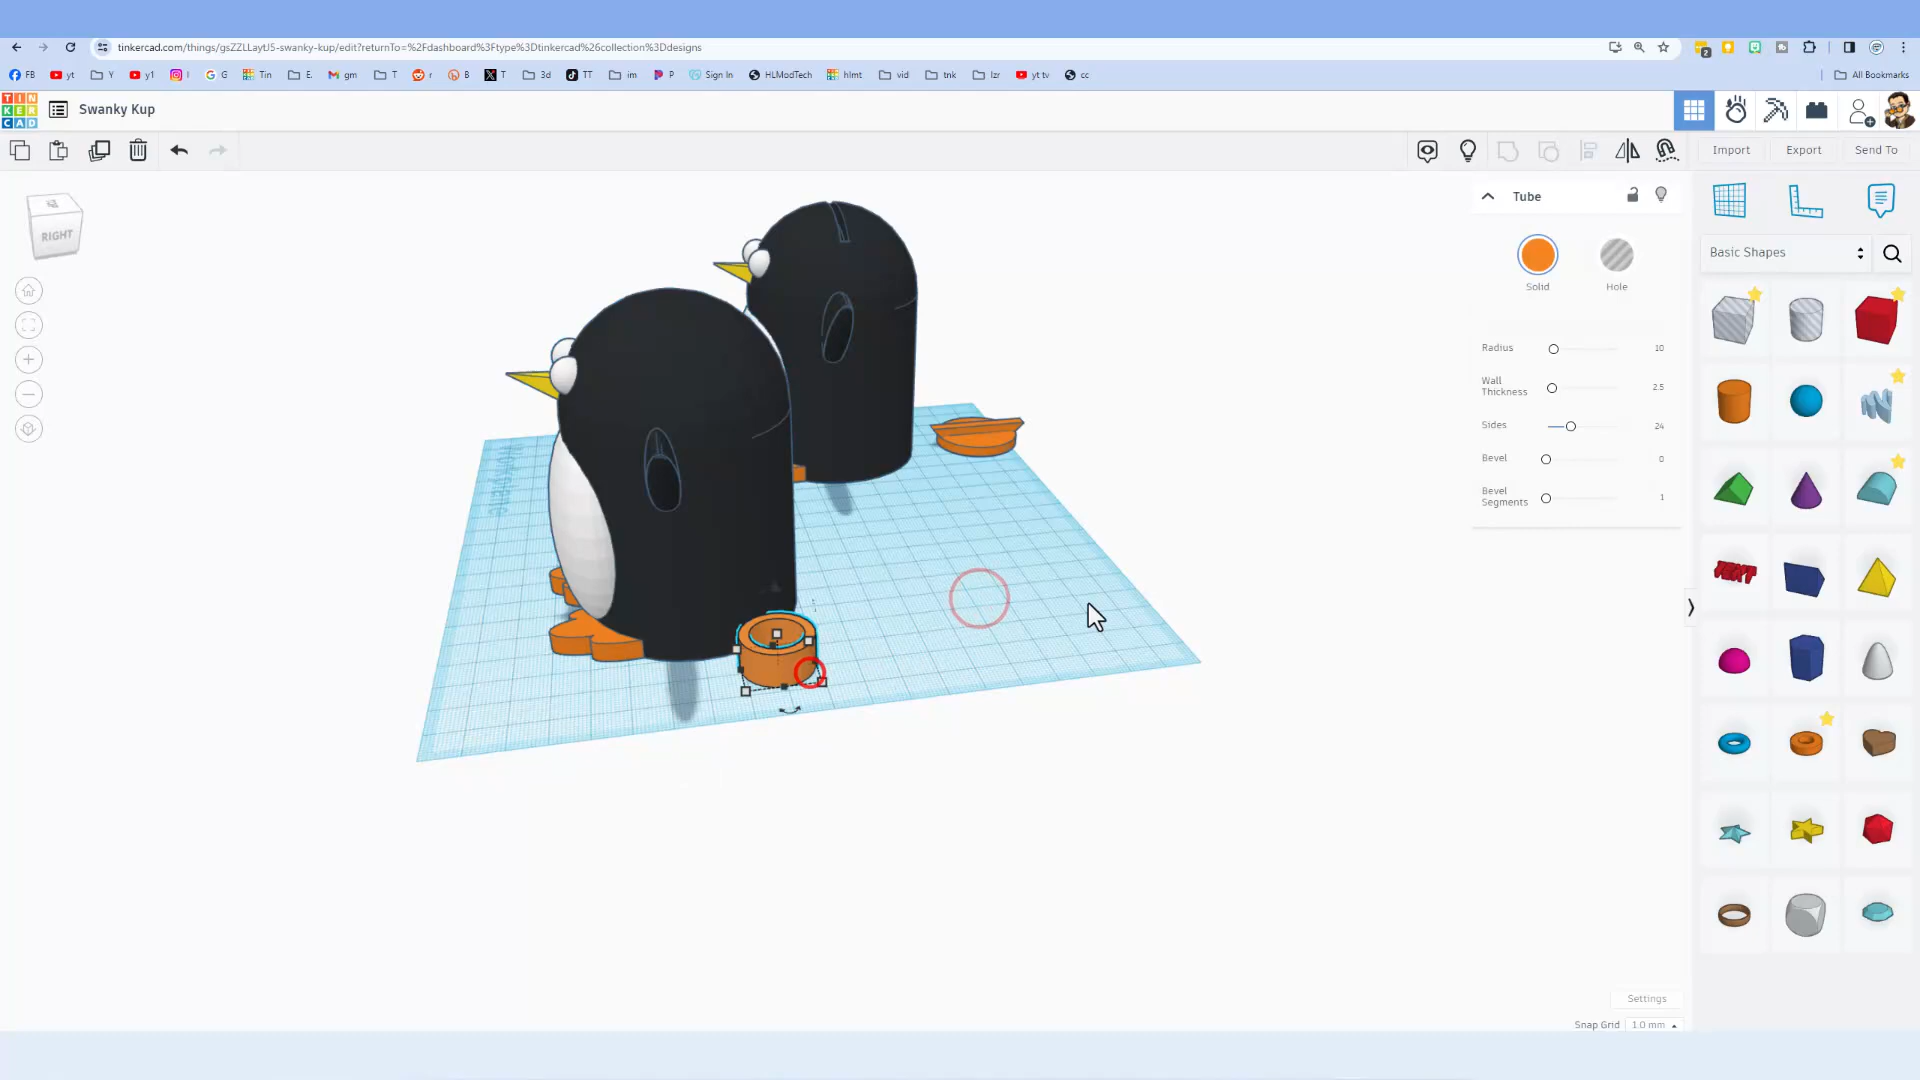 tinkercad.com/things/gsZZLLaytJ5-swanky-kup/edit?returnTo=%2Fdashboard%3Ftype%3Dtinkercad%26collection%3Ddesigns
FB yt Y y1 I G Tin E. gm T r B T 3d TT im P Sign In HLModTech hlmt vid tnk lzr yt tv cc All Bookmarks
TIN
KER
CAD
Swanky Kup
Import Export Send To
RIGHT
Tube
Solid Hole
Radius 10
Wall Thickness 2.5
Sides 24
Bevel 0
Bevel Segments 1
Basic Shapes
TEXT
Settings
Snap Grid 1.0 mm